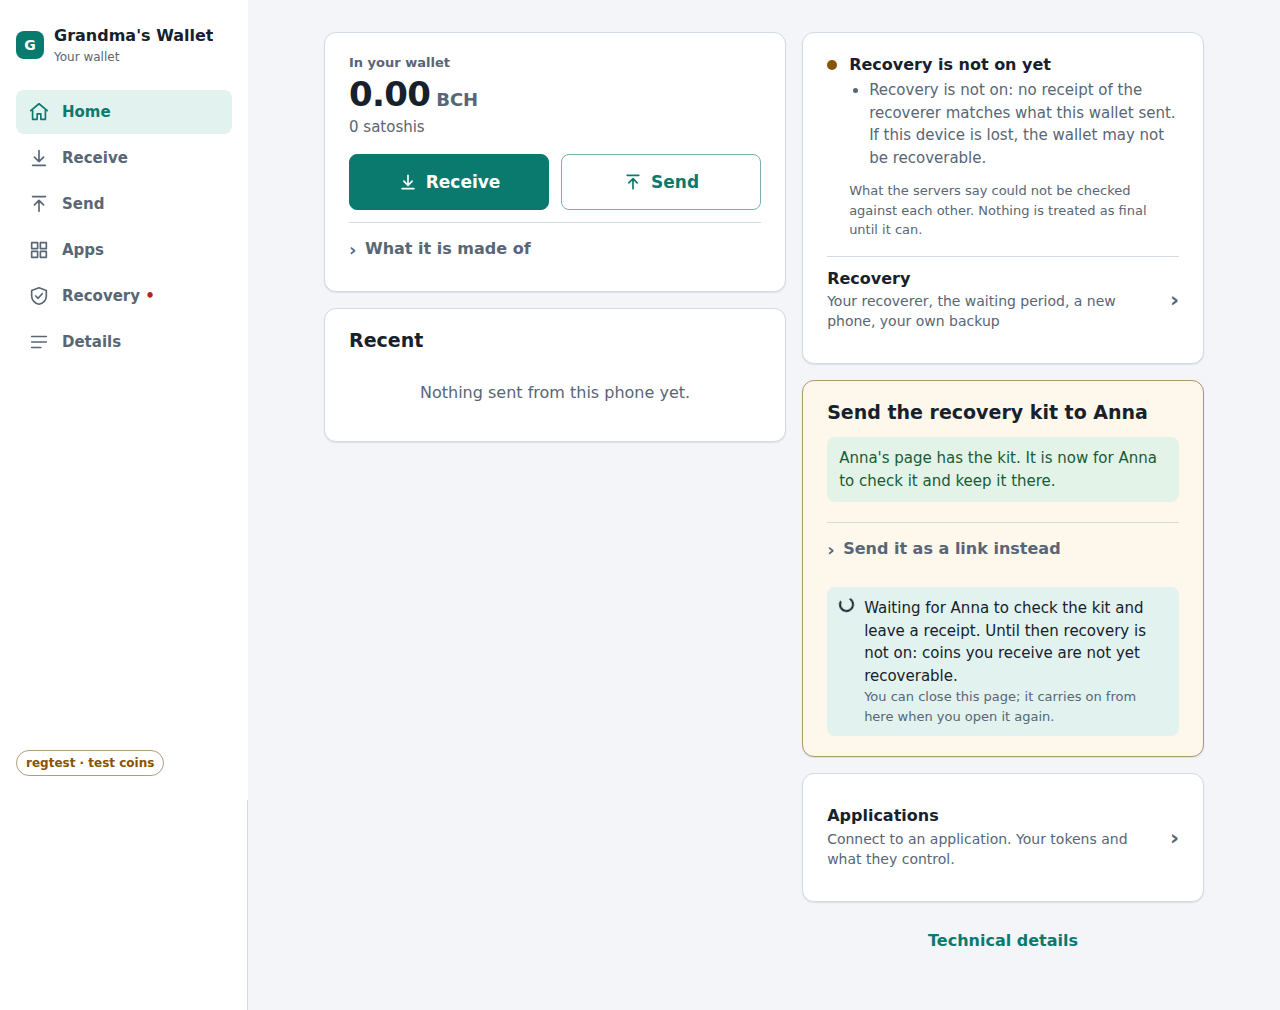 G
Grandma's Wallet
Your wallet
Home
Receive
Send
Apps
Recovery •
Details
regtest · test coins
In your wallet
0.00 BCH
0 satoshis
Receive
Send
› What it is made of
Recent
Nothing sent from this phone yet.
Recovery is not on yet
• Recovery is not on: no receipt of the
recoverer matches what this wallet sent.
If this device is lost, the wallet may not
be recoverable.
What the servers say could not be checked
against each other. Nothing is treated as final
until it can.
Recovery
Your recoverer, the waiting period, a new
phone, your own backup
›
Send the recovery kit to Anna
Anna's page has the kit. It is now for Anna
to check it and keep it there.
› Send it as a link instead
Waiting for Anna to check the kit and
leave a receipt. Until then recovery is
not on: coins you receive are not yet
recoverable.
You can close this page; it carries on from
here when you open it again.
Applications
Connect to an application. Your tokens and
what they control.
›
Technical details